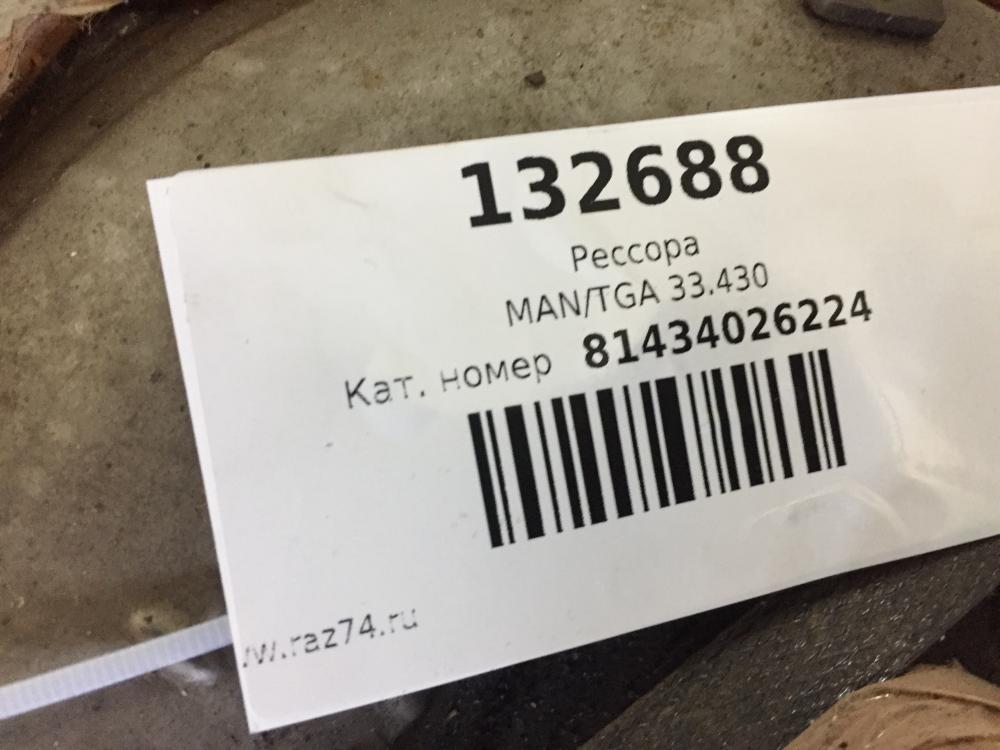 132688
Рессора
MAN/TGA 33.430
Кат. номер 81434026224
w.raz74.ru